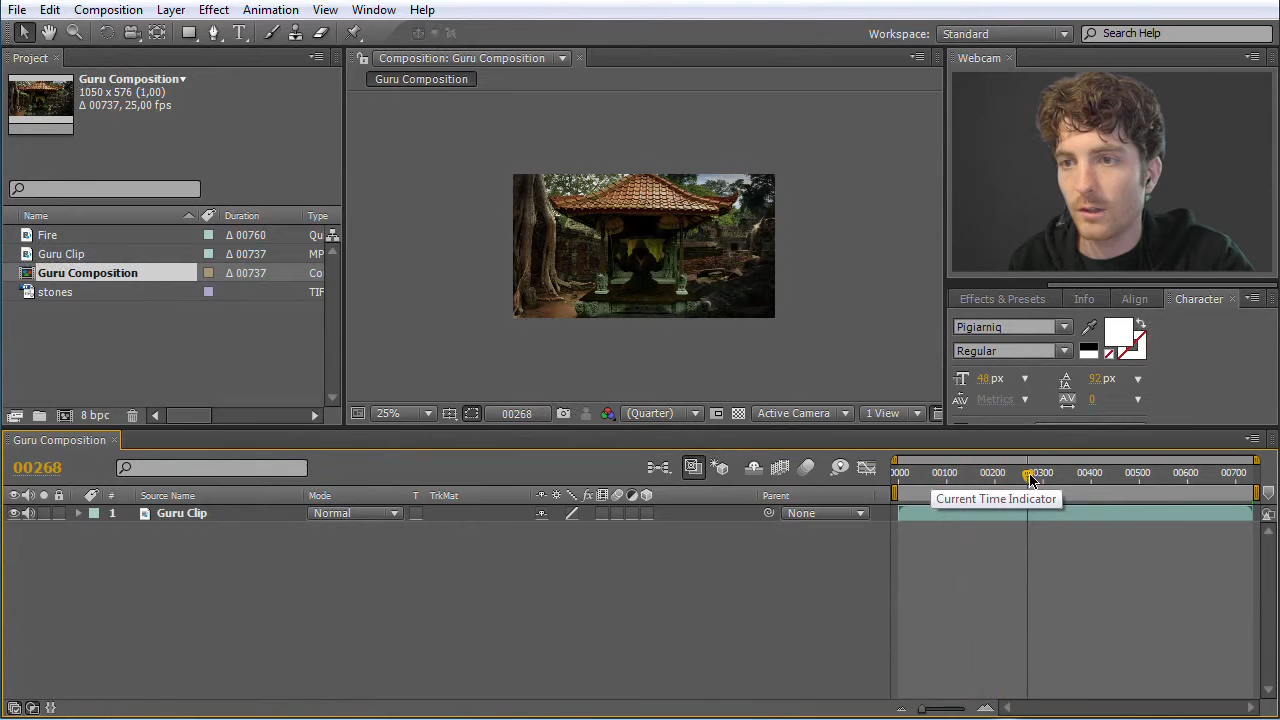 File Edit Composition Layer Effect Animation View Window Help
Workspace: Standard Search Help
Project Composition: Guru Composition Webcam
Guru Composition
1050 x 576 (1,00)
Δ 00737, 25,00 fps
Guru Composition
Name Duration Type
Fire Δ 00760 Qu
Guru Clip Δ 00737 MP
Guru Composition Δ 00737 Co
stones TIF
Effects & Presets Info Align Character
Pigiarniq
Regular
48 px 92 px
Metrics 0
8 bpc 25% 00268 (Quarter) Active Camera 1 View
Guru Composition
00268
0000 00100 00200 00300 00400 00500 00600 00700
# Source Name Mode T TrkMat fx Parent
Current Time Indicator
1 Guru Clip Normal None